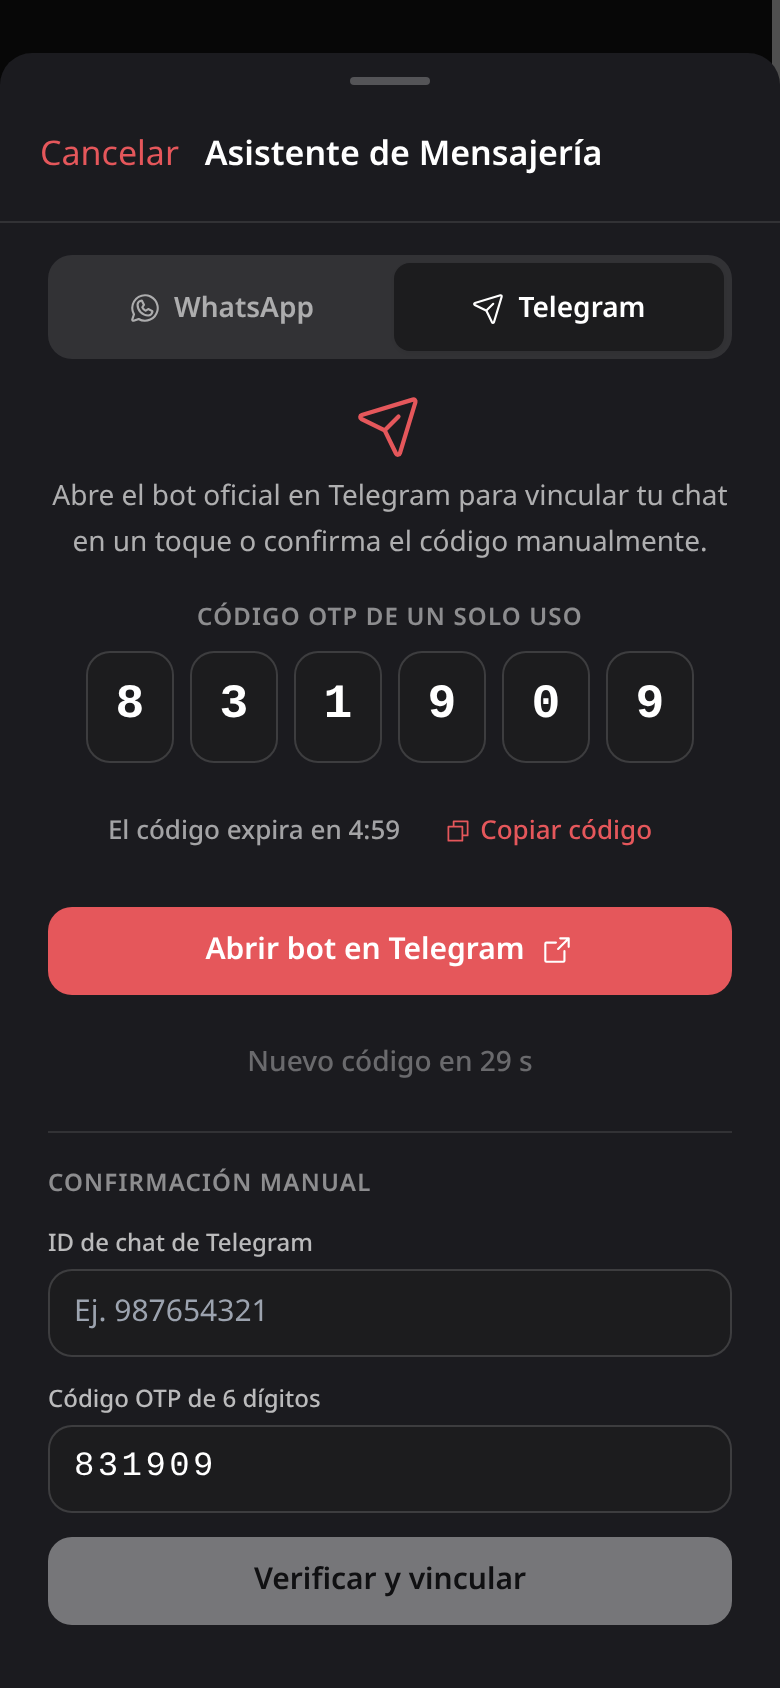 Cancelar Asistente de Mensajería
WhatsApp Telegram
Abre el bot oficial en Telegram para vincular tu chat
en un toque o confirma el código manualmente.
CÓDIGO OTP DE UN SOLO USO
8 3 1 9 0 9
El código expira en 4:59 Copiar código
Abrir bot en Telegram
Nuevo código en 29 s
CONFIRMACIÓN MANUAL
ID de chat de Telegram
Ej. 987654321
Código OTP de 6 dígitos
831909
Verificar y vincular